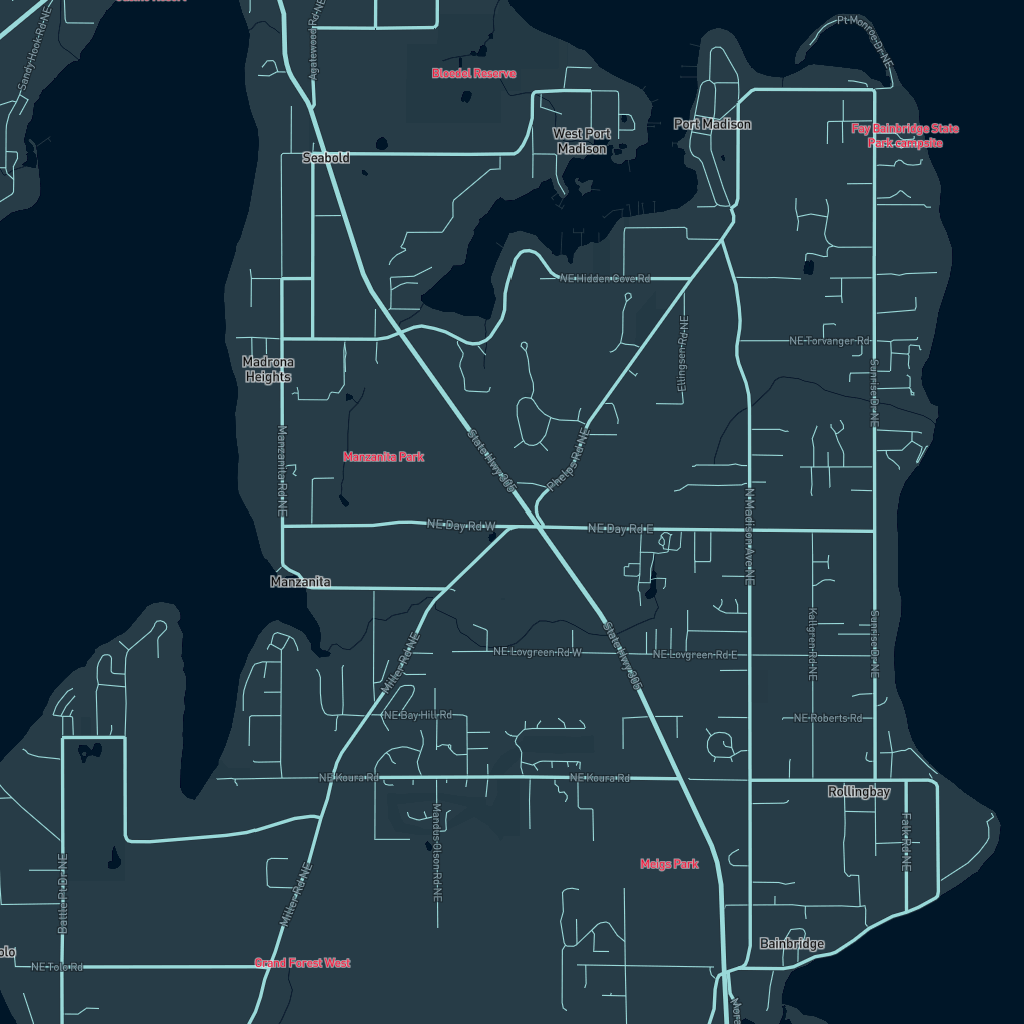 Sandy Hook Rd NE
Agatewood Rd NE
Pt Monroe Dr NE
Bloedel Reserve
Port Madison
West Port
Madison
Fay Bainbridge State
Park campsite
Seabold
NE Hidden Cove Rd
Ellingsen Rd NE
NE Torvanger Rd
Madrona
Heights
Sunrise Dr NE
Manzanita Rd NE
Manzanita Park
State Hwy 305
Phelps Rd NE
N Madison Ave NE
NE Day Rd W
NE Day Rd E
Manzanita
Kallgren Rd NE
Sunrise Dr NE
Miller Rd NE
NE Lovgreen Rd W
State Hwy 305
NE Lovgreen Rd E
NE Bay Hill Rd
NE Roberts Rd
NE Koura Rd
NE Koura Rd
Rollingbay
Mandus Olson Rd NE
Falk Rd NE
Meigs Park
Battle Pt Dr NE
Miller Rd NE
Bainbridge
olo
NE Tolo Rd
Grand Forest West